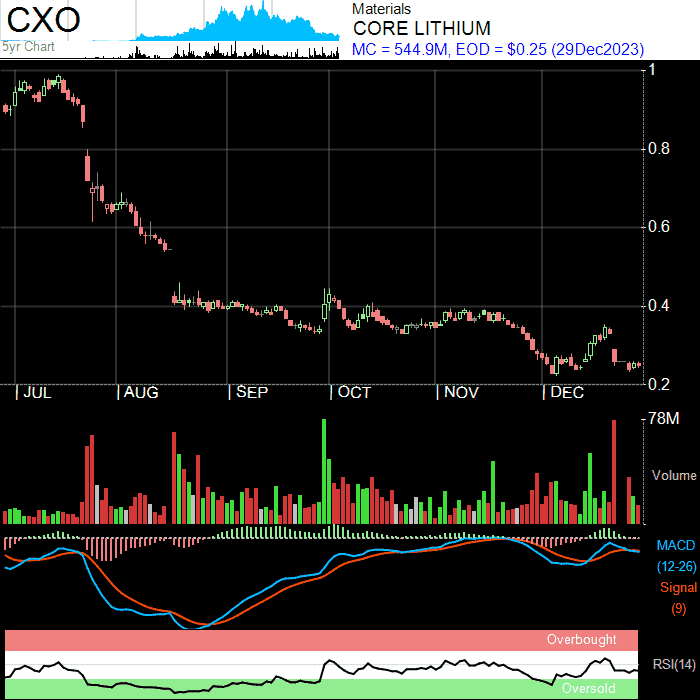 CXO
5yr Chart
Materials
CORE LITHIUM
MC = 544.9M, EOD = $0.25 (29Dec2023)
1
0.8
0.6
0.4
0.2
JUL AUG SEP OCT NOV DEC
78M
Volume
MACD
(12-26)
Signal
(9)
Overbought
RSI(14)
Oversold